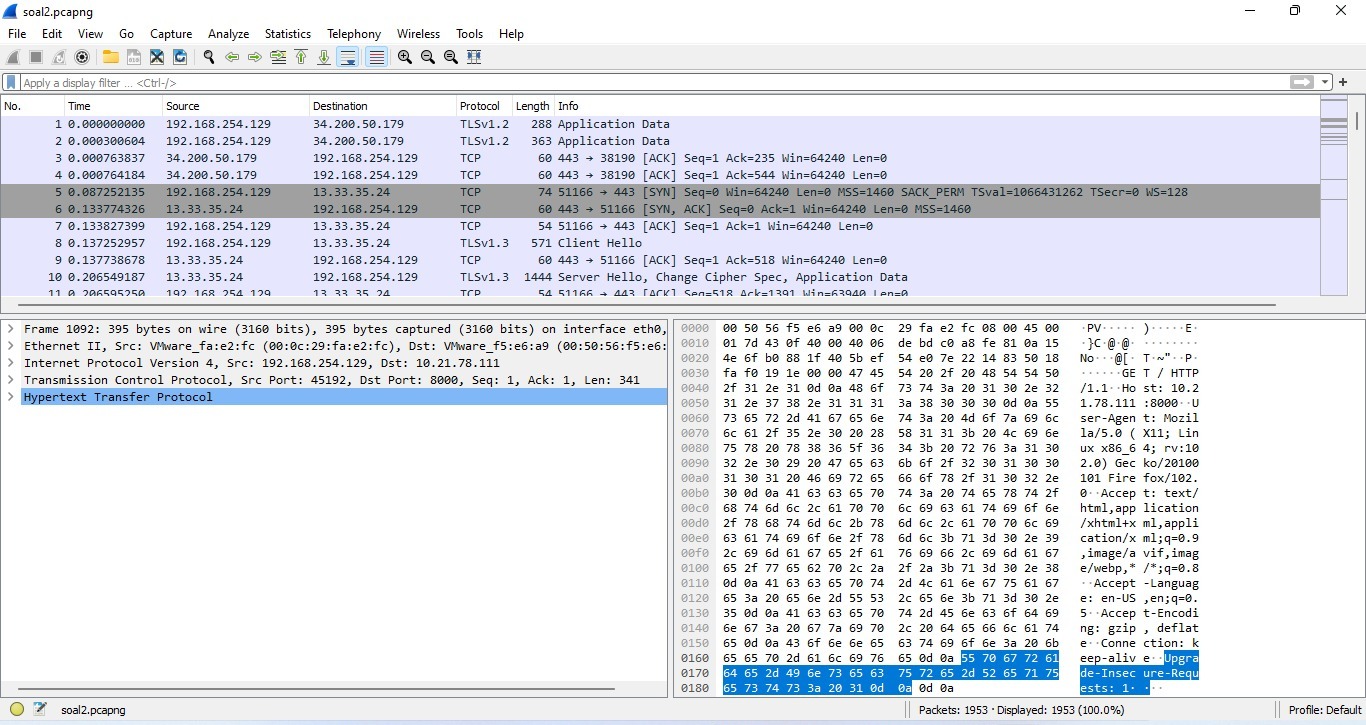 soal2.pcapng
File Edit View Go Capture Analyze Statistics Telephony Wireless Tools Help
Apply a display filter ... <Ctrl-/>
No. Time Source Destination Protocol Length Info
1 0.000000000 192.168.254.129 34.200.50.179 TLSv1.2 288 Application Data
2 0.000300604 192.168.254.129 34.200.50.179 TLSv1.2 363 Application Data
3 0.000763837 34.200.50.179 192.168.254.129 TCP 60 443 → 38190 [ACK] Seq=1 Ack=235 Win=64240 Len=0
4 0.000764184 34.200.50.179 192.168.254.129 TCP 60 443 → 38190 [ACK] Seq=1 Ack=544 Win=64240 Len=0
5 0.087252135 192.168.254.129 13.33.35.24 TCP 74 51166 → 443 [SYN] Seq=0 Win=64240 Len=0 MSS=1460 SACK_PERM TSval=1066431262 TSecr=0 WS=128
6 0.133774326 13.33.35.24 192.168.254.129 TCP 60 443 → 51166 [SYN, ACK] Seq=0 Ack=1 Win=64240 Len=0 MSS=1460
7 0.133827399 192.168.254.129 13.33.35.24 TCP 54 51166 → 443 [ACK] Seq=1 Ack=1 Win=64240 Len=0
8 0.137252957 192.168.254.129 13.33.35.24 TLSv1.3 571 Client Hello
9 0.137738678 13.33.35.24 192.168.254.129 TCP 60 443 → 51166 [ACK] Seq=1 Ack=518 Win=64240 Len=0
10 0.206549187 13.33.35.24 192.168.254.129 TLSv1.3 1444 Server Hello, Change Cipher Spec, Application Data
11 0.206595250 192.168.254.129 13.33.35.24 TCP 54 51166 → 443 [ACK] Seq=518 Ack=1391 Win=63940 Len=0
Frame 1092: 395 bytes on wire (3160 bits), 395 bytes captured (3160 bits) on interface eth0,
Ethernet II, Src: VMware_fa:e2:fc (00:0c:29:fa:e2:fc), Dst: VMware_f5:e6:a9 (00:50:56:f5:e6:
Internet Protocol Version 4, Src: 192.168.254.129, Dst: 10.21.78.111
Transmission Control Protocol, Src Port: 45192, Dst Port: 8000, Seq: 1, Ack: 1, Len: 341
Hypertext Transfer Protocol
0000 00 50 56 f5 e6 a9 00 0c 29 fa e2 fc 08 00 45 00 ·PV····· )·····E·
0010 01 7d 43 0f 40 00 40 06 de bd c0 a8 fe 81 0a 15 ·}C·@·@· ········
0020 4e 6f b0 88 1f 40 5b ef 54 e0 7e 22 14 83 50 18 No···@[· T·~"··P·
0030 fa f0 19 1e 00 00 47 45 54 20 2f 20 48 54 54 50 ······GE T / HTTP
0040 2f 31 2e 31 0d 0a 48 6f 73 74 3a 20 31 30 2e 32 /1.1··Ho st: 10.2
0050 31 2e 37 38 2e 31 31 31 3a 38 30 30 30 0d 0a 55 1.78.111 :8000··U
0060 73 65 72 2d 41 67 65 6e 74 3a 20 4d 6f 7a 69 6c ser-Agen t: Mozil
0070 6c 61 2f 35 2e 30 20 28 58 31 31 3b 20 4c 69 6e la/5.0 ( X11; Lin
0080 75 78 20 78 38 36 5f 36 34 3b 20 72 76 3a 31 30 ux x86_6 4; rv:10
0090 32 2e 30 29 20 47 65 63 6b 6f 2f 32 30 31 30 30 2.0) Gec ko/20100
00a0 31 30 31 20 46 69 72 65 66 6f 78 2f 31 30 32 2e 101 Fire fox/102.
00b0 30 0d 0a 41 63 63 65 70 74 3a 20 74 65 78 74 2f 0··Accep t: text/
00c0 68 74 6d 6c 2c 61 70 70 6c 69 63 61 74 69 6f 6e html,app lication
00d0 2f 78 68 74 6d 6c 2b 78 6d 6c 2c 61 70 70 6c 69 /xhtml+x ml,appli
00e0 63 61 74 69 6f 6e 2f 78 6d 6c 3b 71 3d 30 2e 39 cation/x ml;q=0.9
00f0 2c 69 6d 61 67 65 2f 61 76 69 66 2c 69 6d 61 67 ,image/a vif,imag
0100 65 2f 77 65 62 70 2c 2a 2f 2a 3b 71 3d 30 2e 38 e/webp,* /*;q=0.8
0110 0d 0a 41 63 63 65 70 74 2d 4c 61 6e 67 75 61 67 ··Accept -Languag
0120 65 3a 20 65 6e 2d 55 53 2c 65 6e 3b 71 3d 30 2e e: en-US ,en;q=0.
0130 35 0d 0a 41 63 63 65 70 74 2d 45 6e 63 6f 64 69 5··Accep t-Encodi
0140 6e 67 3a 20 67 7a 69 70 2c 20 64 65 66 6c 61 74 ng: gzip , deflat
0150 65 0d 0a 43 6f 6e 6e 65 63 74 69 6f 6e 3a 20 6b e··Conne ction: k
0160 65 65 70 2d 61 6c 69 76 65 0d 0a 55 70 67 72 61 eep-aliv e··Upgra
0170 64 65 2d 49 6e 73 65 63 75 72 65 2d 52 65 71 75 de-Insec ure-Requ
0180 65 73 74 73 3a 20 31 0d 0a 0d 0a ests: 1· ···
soal2.pcapng Packets: 1953 · Displayed: 1953 (100.0%) Profile: Default